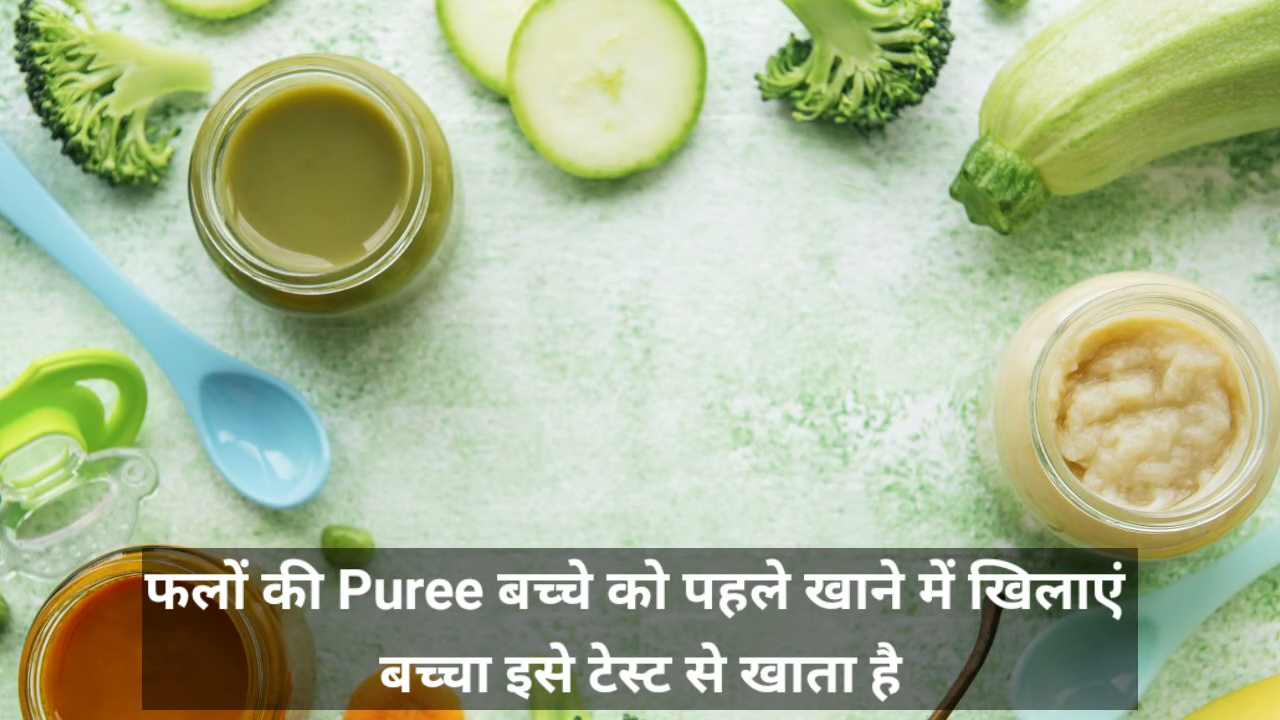 फलों की Puree बच्चे को पहले खाने में खिलाएं
बच्चा इसे टेस्ट से खाता है